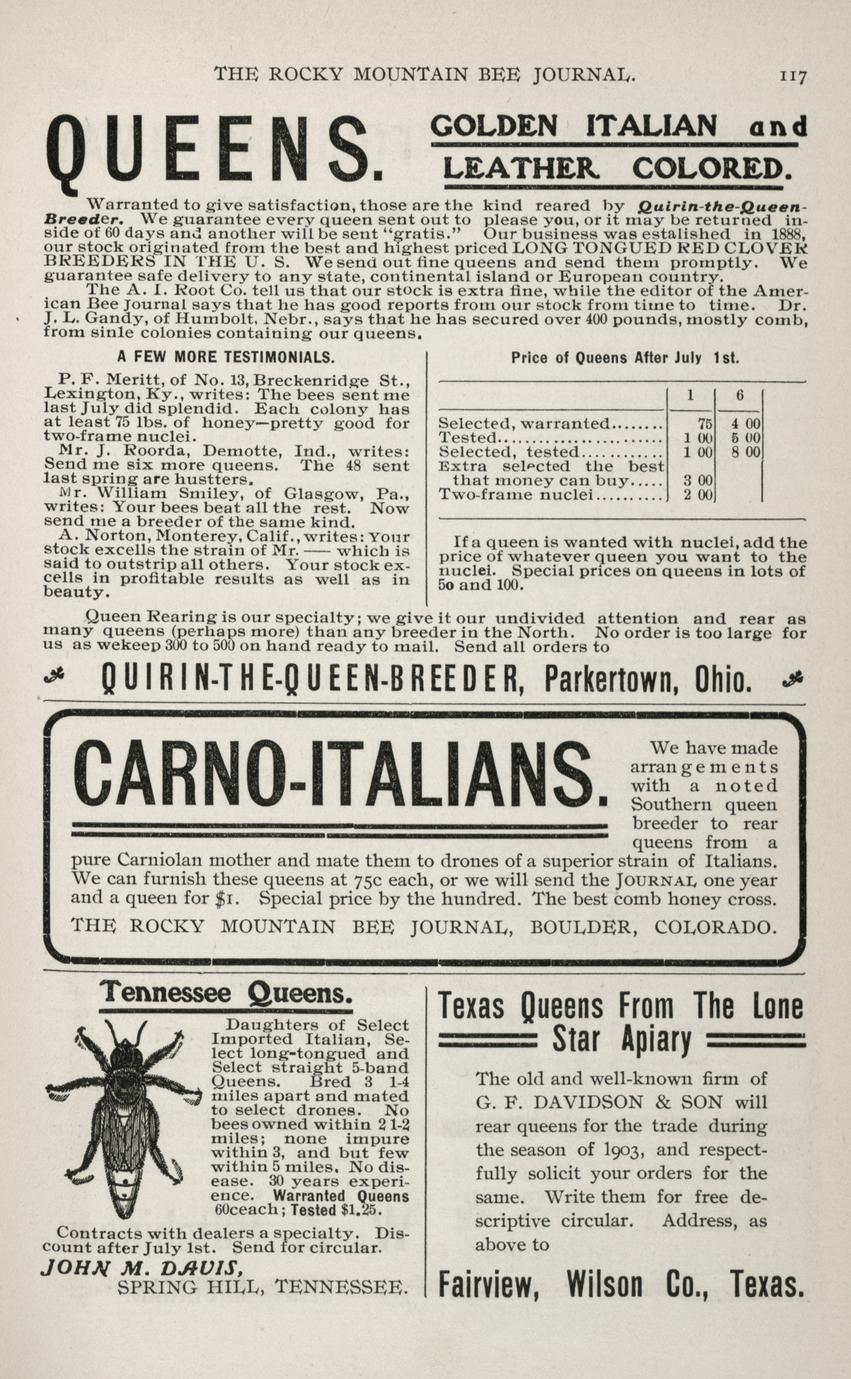 THE ROCKY MOUNTAIN BEE JOURNAL. 117
QUEENS.
GOLDEN ITALIAN and
LEATHER COLORED.
Warranted to give satisfaction, those are the kind reared by Quirin-the-Queen-
Breeder. We guarantee every queen sent out to please you, or it may be returned in-
side of 60 days and another will be sent "gratis." Our business was estalished in 1888,
our stock originated from the best and highest priced LONG TONGUED RED CLOVER
BREEDERS IN THE U. S. We send out fine queens and send them promptly. We
guarantee safe delivery to any state, continental island or European country.
The A. I. Root Co. tell us that our stock is extra fine, while the editor of the Amer-
ican Bee Journal says that he has good reports from our stock from time to time. Dr.
J. L. Gandy, of Humbolt, Nebr., says that he has secured over 400 pounds, mostly comb,
from sinle colonies containing our queens.
A FEW MORE TESTIMONIALS.
P. F. Meritt, of No. 13, Breckenridge St.,
Lexington, Ky., writes: The bees sent me
last July did splendid. Each colony has
at least 75 lbs. of honey—pretty good for
two-frame nuclei.
Mr. J. Roorda, Demotte, Ind., writes:
Send me six more queens. The 48 sent
last spring are hustters.
Mr. William Smiley, of Glasgow, Pa.,
writes: Your bees beat all the rest. Now
send me a breeder of the same kind.
A. Norton, Monterey, Calif., writes: Your
stock excells the strain of Mr. —— which is
said to outstrip all others. Your stock ex-
cells in profitable results as well as in
beauty.
Price of Queens After July 1st.
1 6
Selected, warranted........ 75 4 00
Tested....................... 1 00 5 00
Selected, tested............ 1 00 8 00
Extra selected the best
that money can buy..... 3 00
Two-frame nuclei.......... 2 00
If a queen is wanted with nuclei, add the
price of whatever queen you want to the
nuclei. Special prices on queens in lots of
50 and 100.
Queen Rearing is our specialty; we give it our undivided attention and rear as
many queens (perhaps more) than any breeder in the North. No order is too large for
us as wekeep 300 to 500 on hand ready to mail. Send all orders to
QUIRIN-THE-QUEEN-BREEDER, Parkertown, Ohio.
CARNO-ITALIANS.
We have made
arrangements
with a noted
Southern queen
breeder to rear
queens from a
pure Carniolan mother and mate them to drones of a superior strain of Italians.
We can furnish these queens at 75c each, or we will send the JOURNAL one year
and a queen for $1. Special price by the hundred. The best comb honey cross.
THE ROCKY MOUNTAIN BEE JOURNAL, BOULDER, COLORADO.
Tennessee Queens.
Daughters of Select
Imported Italian, Se-
lect long-tongued and
Select straight 5-band
Queens. Bred 3 1-4
miles apart and mated
to select drones. No
bees owned within 2 1-2
miles; none impure
within 3, and but few
within 5 miles. No dis-
ease. 30 years experi-
ence. Warranted Queens
60c each; Tested $1.25.
Contracts with dealers a specialty. Dis-
count after July 1st. Send for circular.
JOHN M. DAVIS,
SPRING HILL, TENNESSEE.
Texas Queens From The Lone
Star Apiary
The old and well-known firm of
G. F. DAVIDSON & SON will
rear queens for the trade during
the season of 1903, and respect-
fully solicit your orders for the
same. Write them for free de-
scriptive circular. Address, as
above to
Fairview, Wilson Co., Texas.